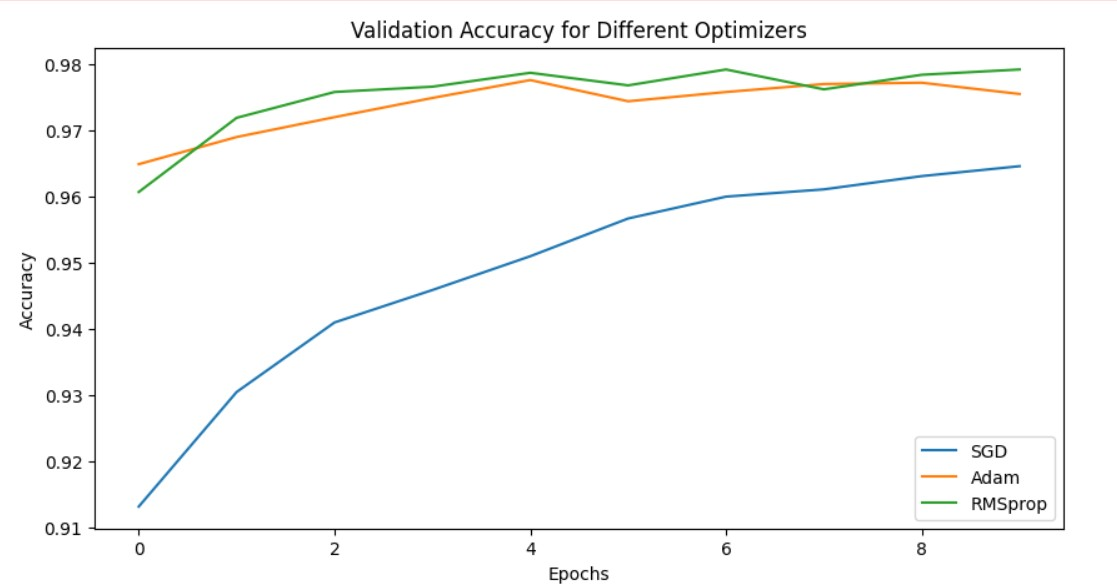 Validation Accuracy for Different Optimizers
0.98
0.97
0.96
0.95
0.94
0.93
0.92
0.91
Accuracy
0 2 4 6 8
Epochs
SGD
Adam
RMSprop